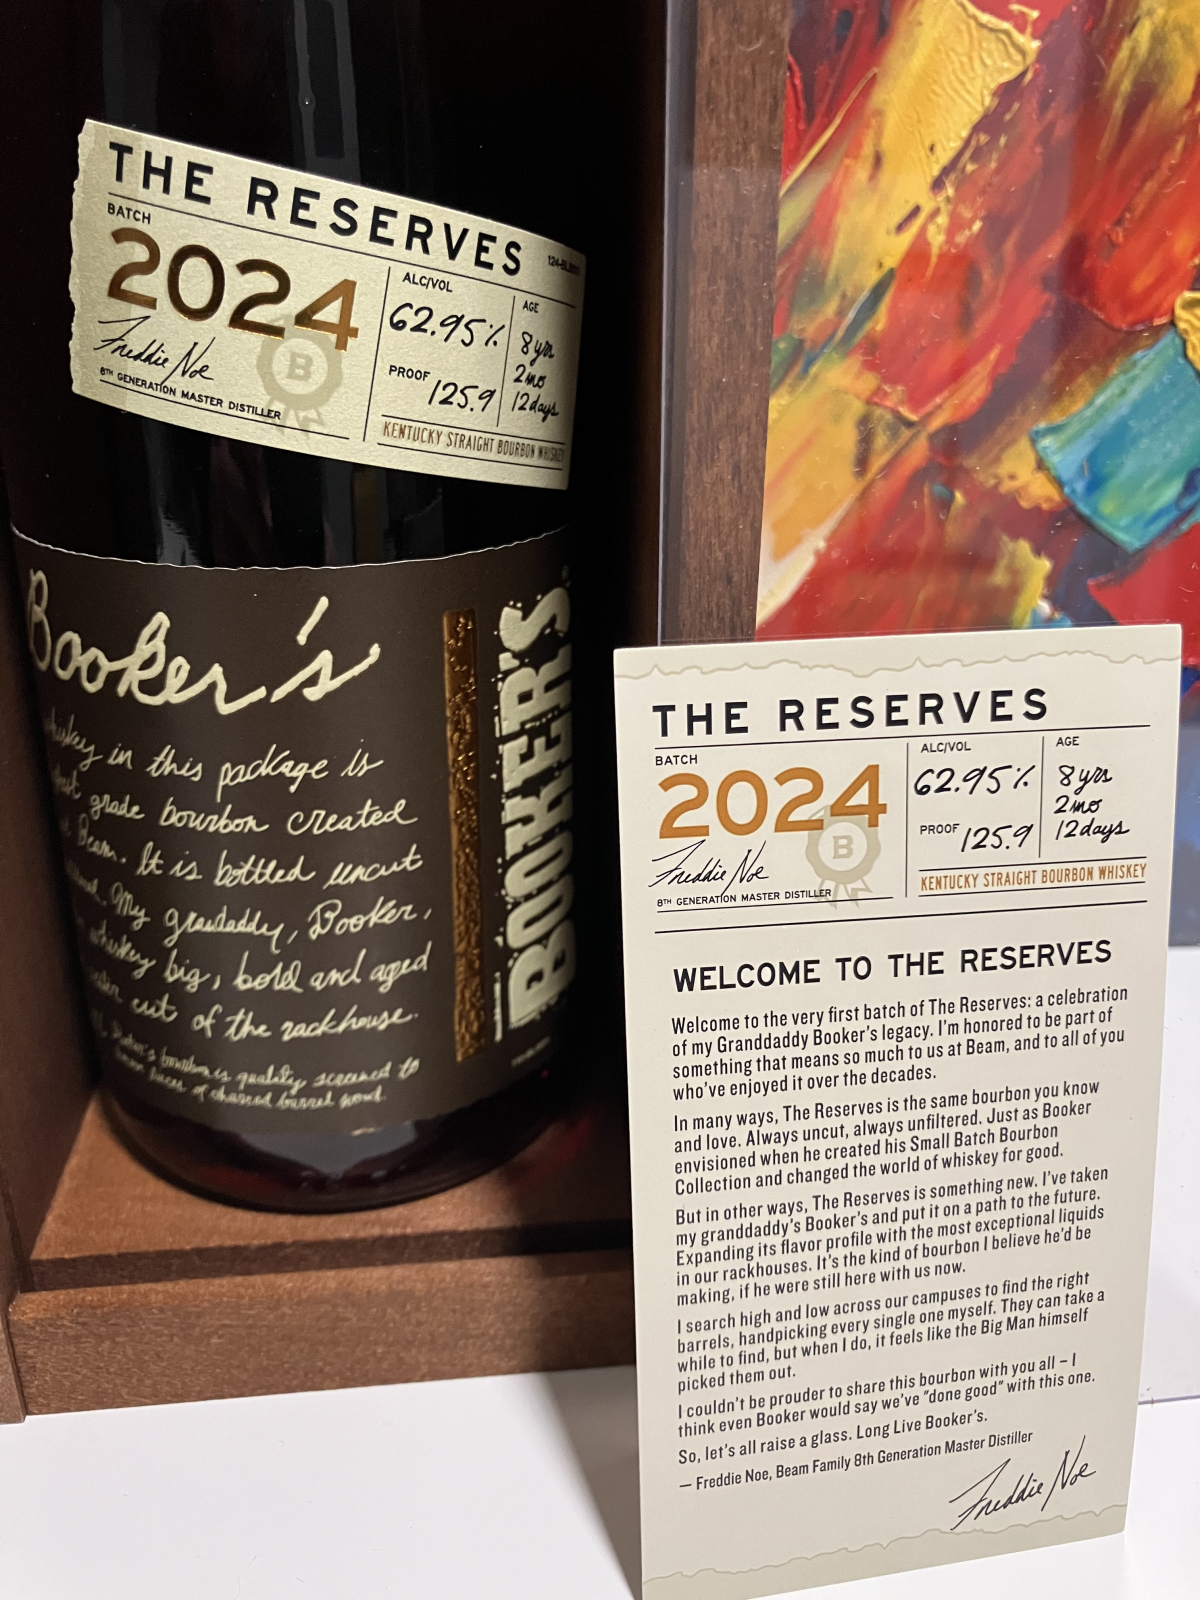 THE RESERVES
BATCH
2024
Freddie Noe
8TH GENERATION MASTER DISTILLER
B
ALC/VOL
62.95%
PROOF 125.9
AGE
8 yrs
2 mo
12 days
KENTUCKY STRAIGHT BOURBON WHISKEY
Booker's
in this package is
grade bourbon created
Beam. It is bottled uncut
My grandaddy, Booker,
whiskey big, bold and aged
cut of the rackhouse.
bourbon is quality screened to
of charred barrel wood.
BOOKER'S
THE RESERVES
BATCH
2024
Freddie Noe
8TH GENERATION MASTER DISTILLER
B
ALC/VOL
62.95%
PROOF 125.9
AGE
8 yrs
2 mo
12 days
KENTUCKY STRAIGHT BOURBON WHISKEY
WELCOME TO THE RESERVES
Welcome to the very first batch of The Reserves: a celebration
of my Granddaddy Booker's legacy. I'm honored to be part of
something that means so much to us at Beam, and to all of you
who've enjoyed it over the decades.
In many ways, The Reserves is the same bourbon you know
and love. Always uncut, always unfiltered. Just as Booker
envisioned when he created his Small Batch Bourbon
Collection and changed the world of whiskey for good.
But in other ways, The Reserves is something new. I've taken
my granddaddy's Booker's and put it on a path to the future.
Expanding its flavor profile with the most exceptional liquids
in our rackhouses. It's the kind of bourbon I believe he'd be
making, if he were still here with us now.
I search high and low across our campuses to find the right
barrels, handpicking every single one myself. They can take a
while to find, but when I do, it feels like the Big Man himself
picked them out.
I couldn't be prouder to share this bourbon with you all – I
think even Booker would say we've "done good" with this one.
So, let's all raise a glass. Long Live Booker's.
— Freddie Noe, Beam Family 8th Generation Master Distiller
Freddie Noe